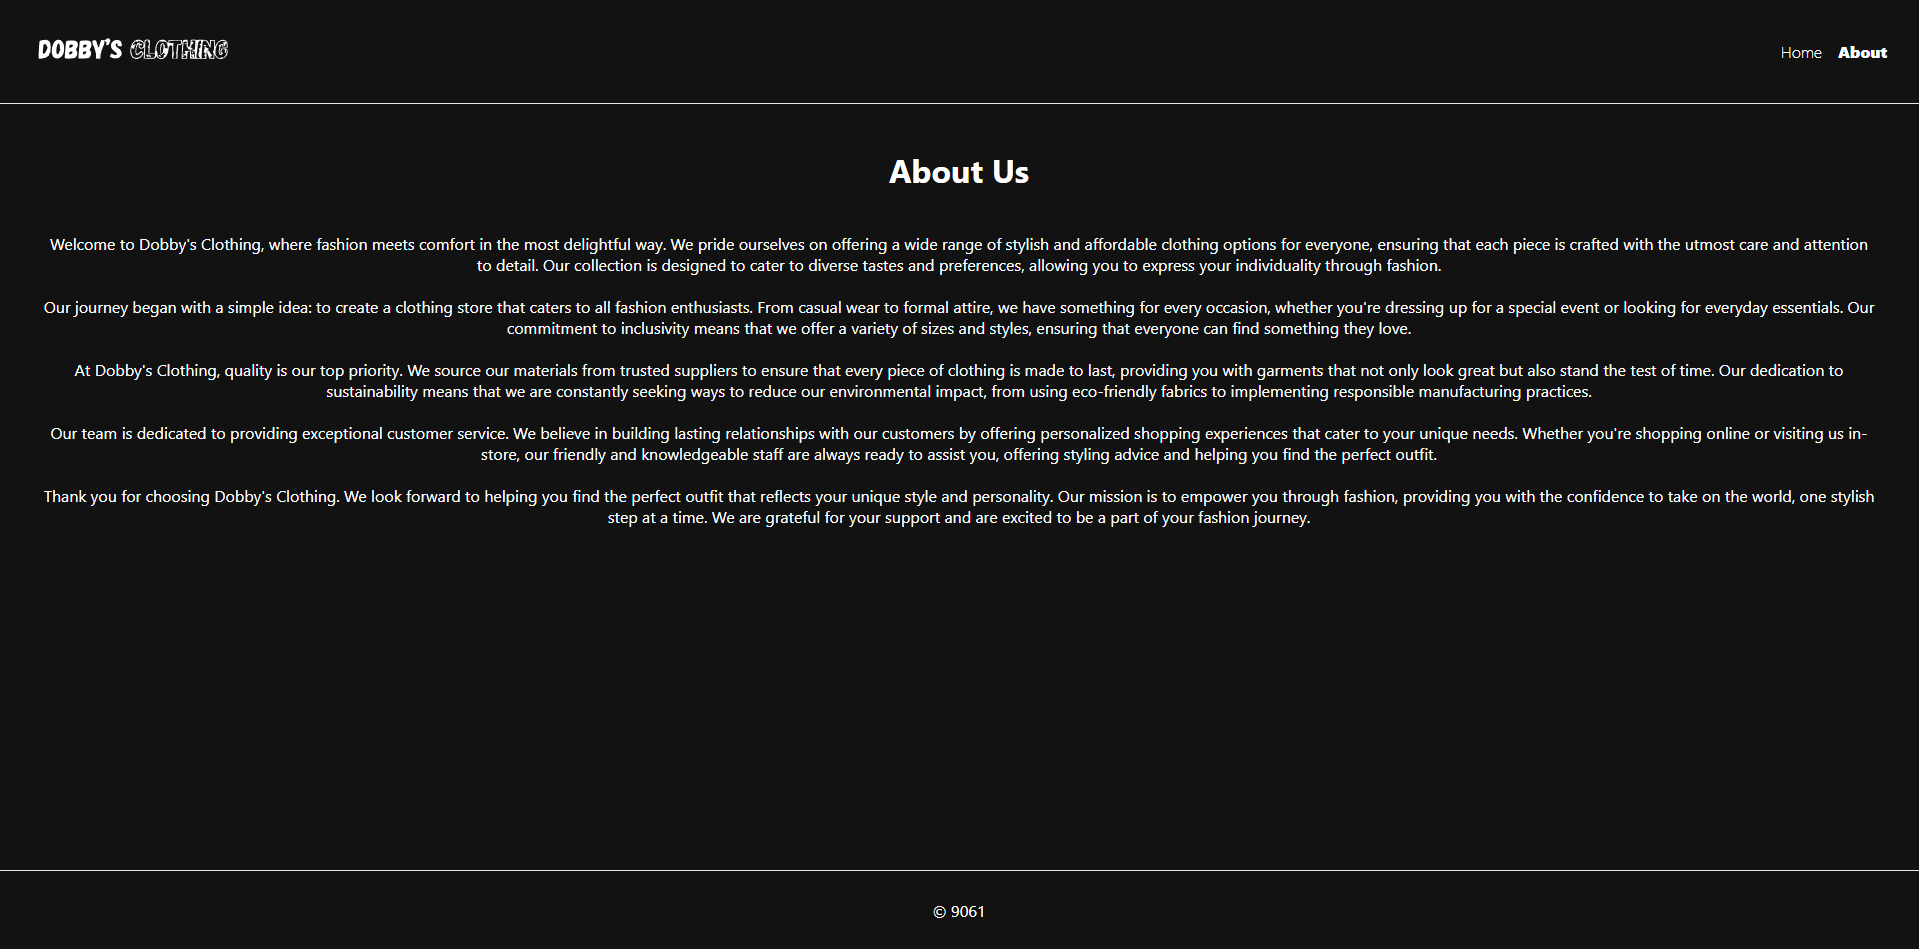 DOBBY'S CLOTHING
Home About
About Us
Welcome to Dobby's Clothing, where fashion meets comfort in the most delightful way. We pride ourselves on offering a wide range of stylish and affordable clothing options for everyone, ensuring that each piece is crafted with the utmost care and attention
to detail. Our collection is designed to cater to diverse tastes and preferences, allowing you to express your individuality through fashion.
Our journey began with a simple idea: to create a clothing store that caters to all fashion enthusiasts. From casual wear to formal attire, we have something for every occasion, whether you're dressing up for a special event or looking for everyday essentials. Our
commitment to inclusivity means that we offer a variety of sizes and styles, ensuring that everyone can find something they love.
At Dobby's Clothing, quality is our top priority. We source our materials from trusted suppliers to ensure that every piece of clothing is made to last, providing you with garments that not only look great but also stand the test of time. Our dedication to
sustainability means that we are constantly seeking ways to reduce our environmental impact, from using eco-friendly fabrics to implementing responsible manufacturing practices.
Our team is dedicated to providing exceptional customer service. We believe in building lasting relationships with our customers by offering personalized shopping experiences that cater to your unique needs. Whether you're shopping online or visiting us in-
store, our friendly and knowledgeable staff are always ready to assist you, offering styling advice and helping you find the perfect outfit.
Thank you for choosing Dobby's Clothing. We look forward to helping you find the perfect outfit that reflects your unique style and personality. Our mission is to empower you through fashion, providing you with the confidence to take on the world, one stylish
step at a time. We are grateful for your support and are excited to be a part of your fashion journey.
© 9061